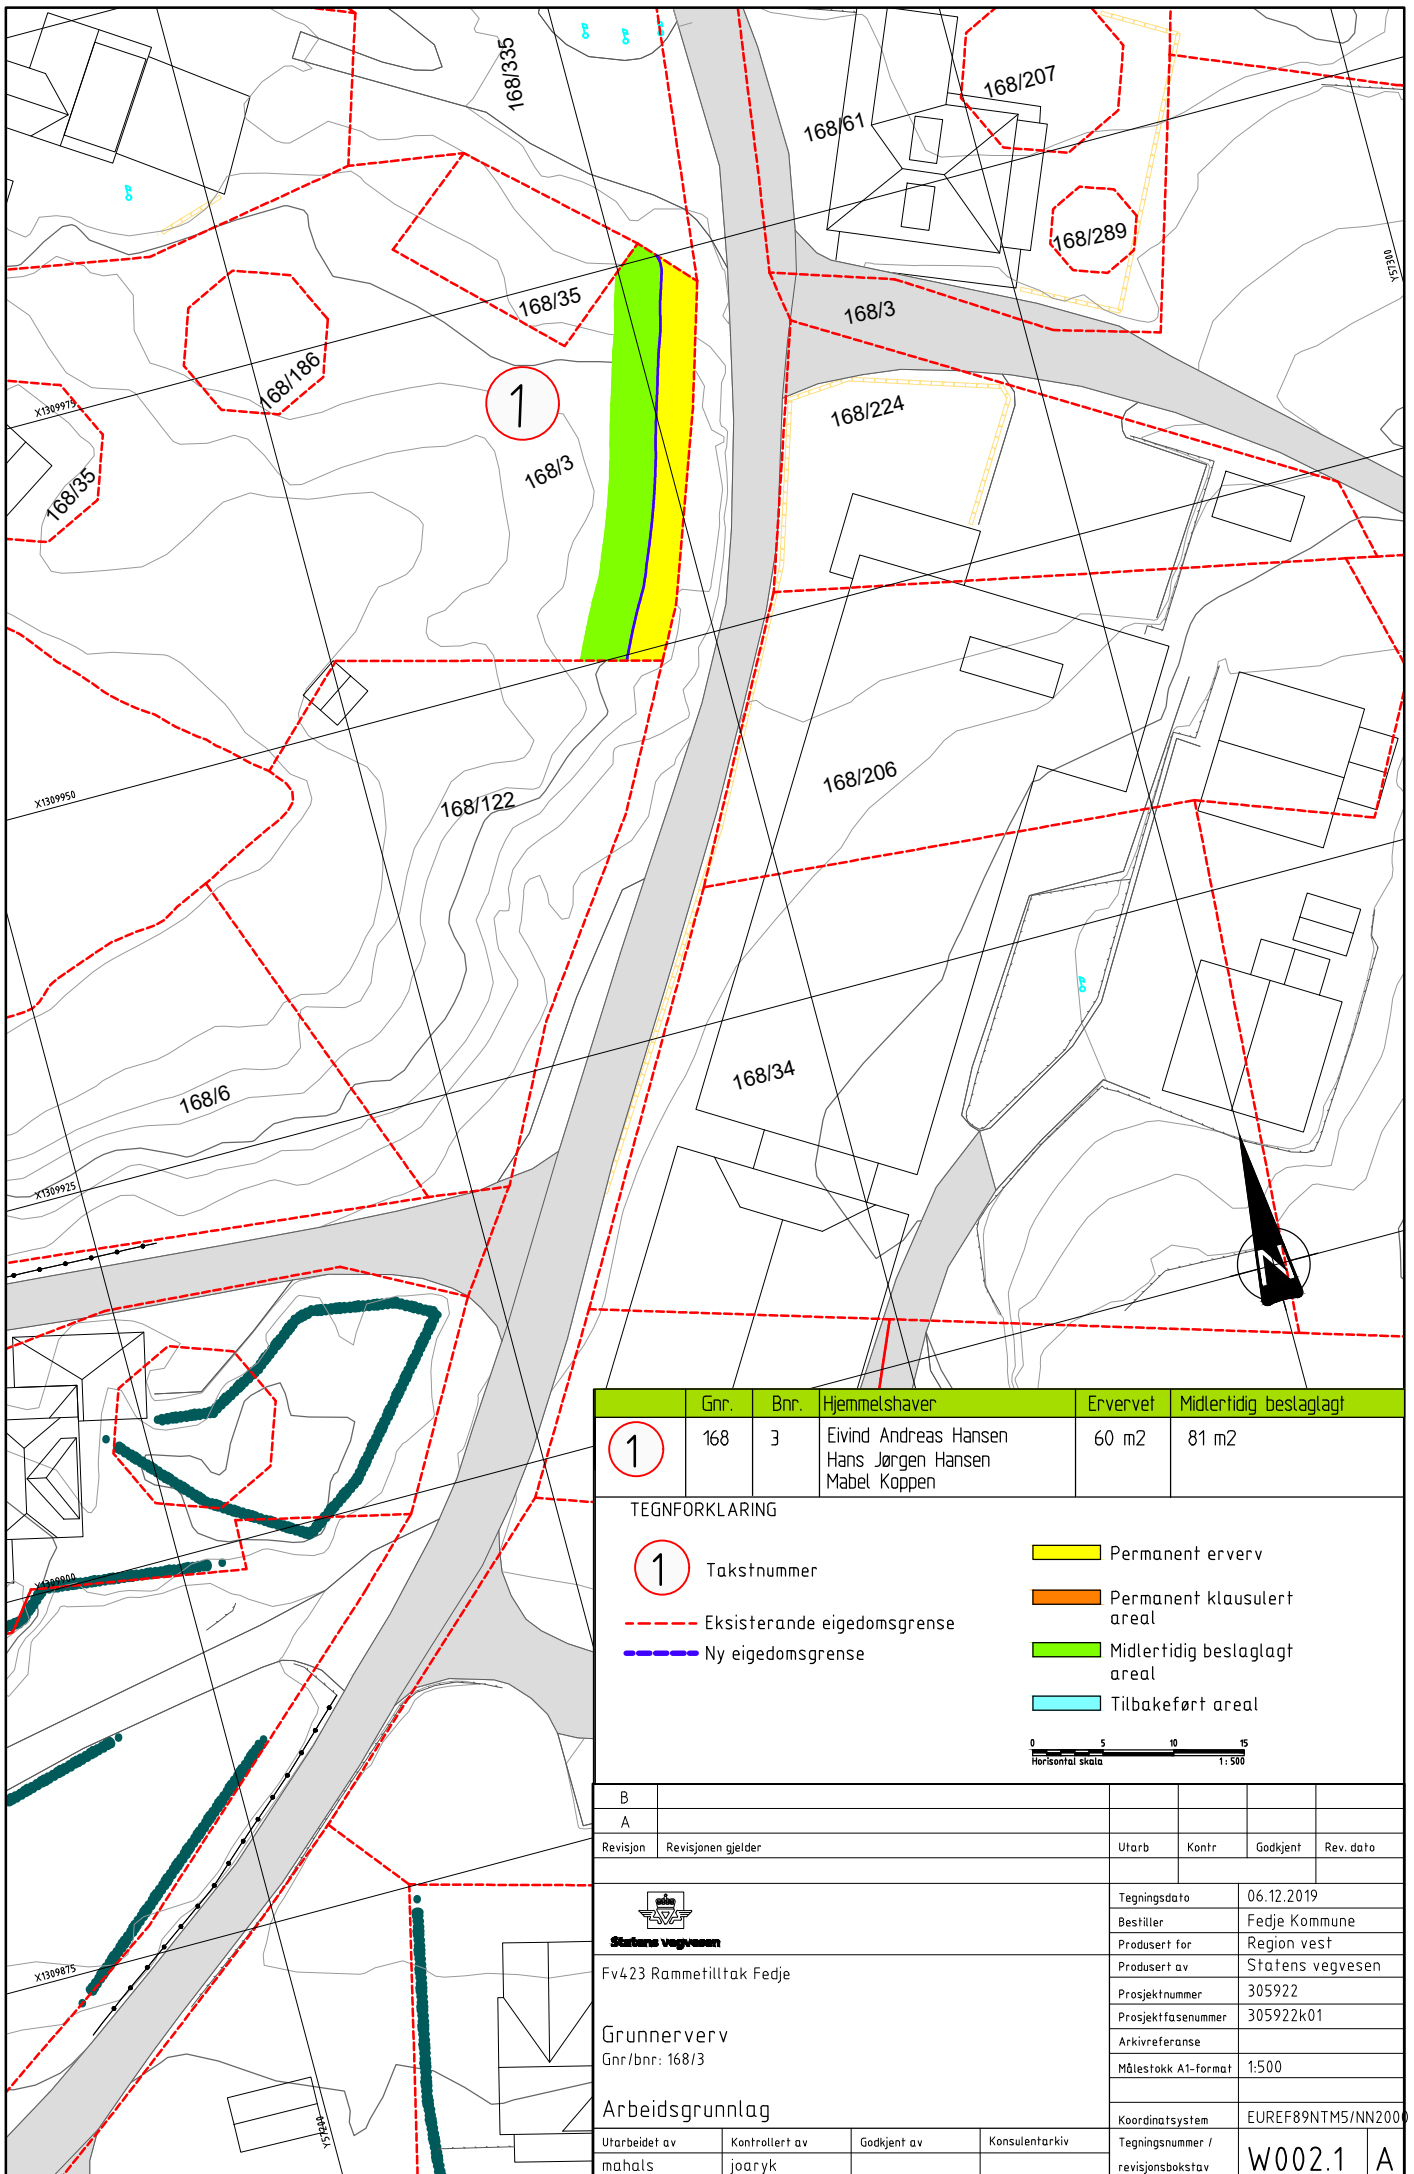 168/335
168/207
168/61
168/289
Y57300
168/35
168/3
168/186
X1309975
1
168/224
168/3
168/35
X1309950
168/122
168/206
168/34
168/6
X1309925
N
Gnr. Bnr. Hjemmelshaver Ervervet Midlertidig beslaglagt
1 168 3 Eivind Andreas Hansen 60 m2 81 m2
Hans Jørgen Hansen
Mabel Koppen
TEGNFORKLARING
1 Takstnummer
Eksisterande eigedomsgrense
Ny eigedomsgrense
Permanent erverv
Permanent klausulert
areal
Midlertidig beslaglagt
areal
Tilbakeført areal
0 5 10 15
Horisontal skala 1:500
X1309900
B
A
Revisjon Revisjonen gjelder Utarb Kontr Godkjent Rev. dato
Statens vegvesen
Tegningsdato 06.12.2019
Bestiller Fedje Kommune
Produsert for Region vest
Produsert av Statens vegvesen
Prosjektnummer 305922
Prosjektfasenummer 305922k01
Arkivreferanse
Målestokk A1-format 1:500
Koordinatsystem EUREF89NTM5/NN2000
Fv423 Rammetilltak Fedje
Grunnerverv
Gnr/bnr: 168/3
Arbeidsgrunnlag
X1309875
Y57200
Utarbeidet av Kontrollert av Godkjent av Konsulentarkiv
mahals joaryk
Tegningsnummer /
revisjonsbokstav W002.1 A